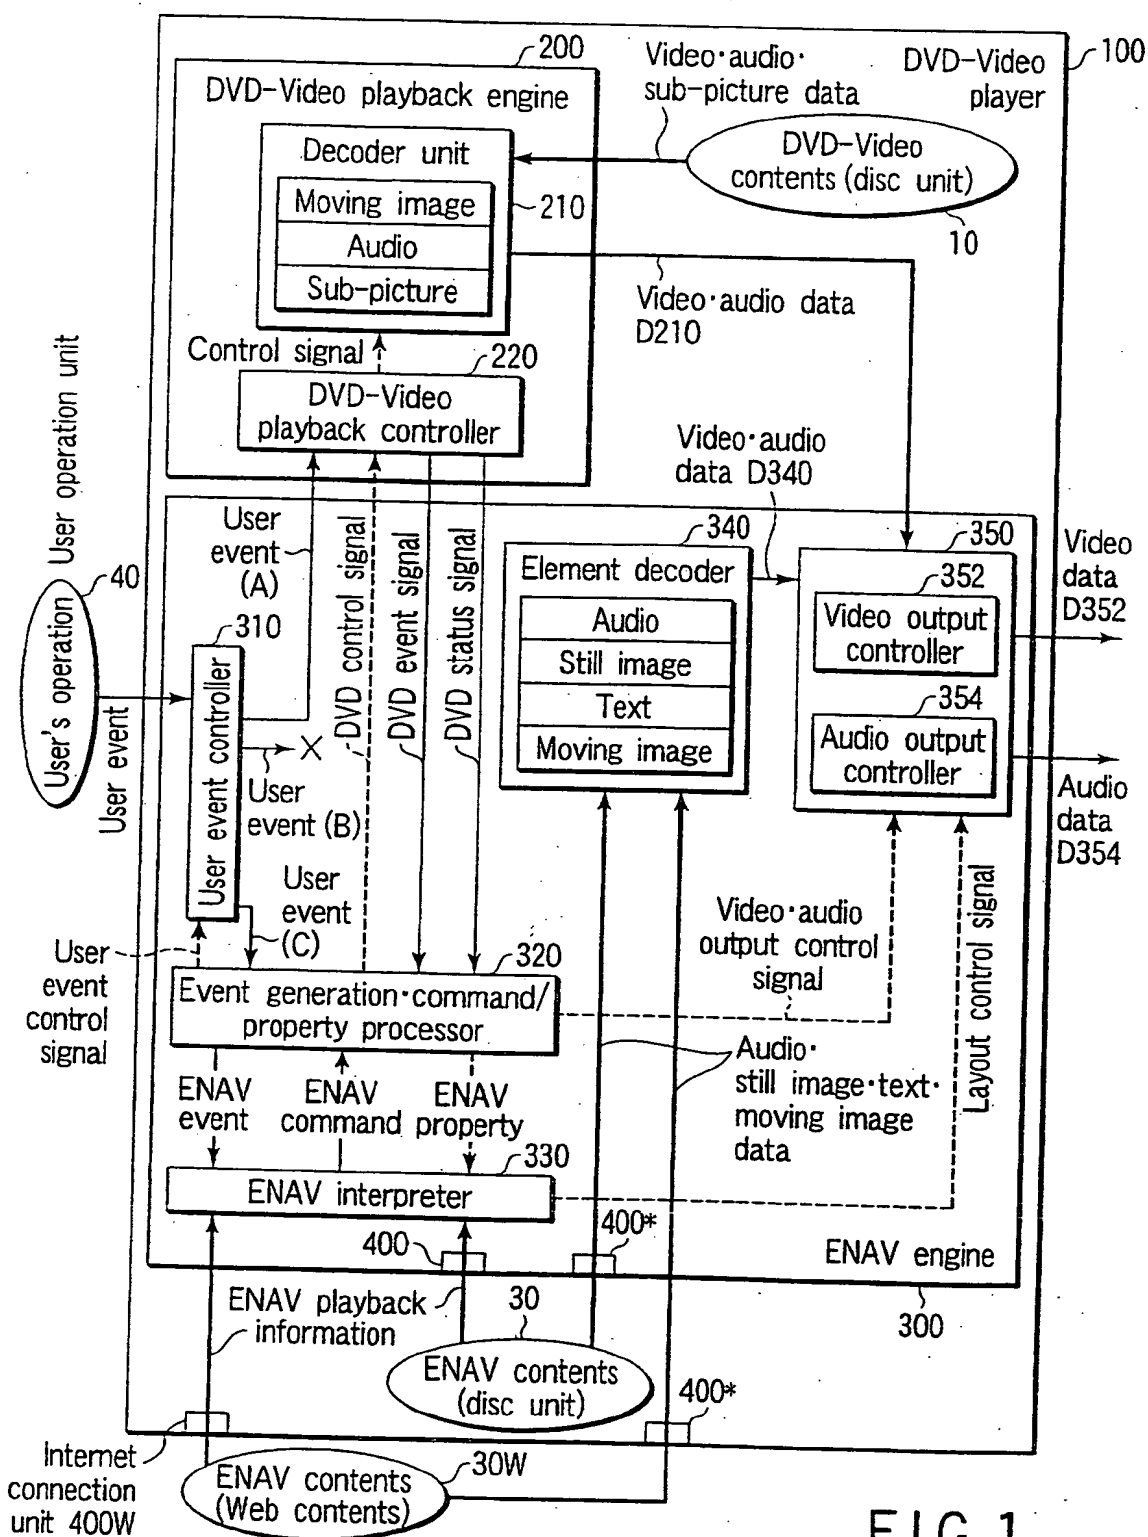 200
Video·audio·
sub-picture data
DVD-Video
player
100
DVD-Video playback engine
Decoder unit
Moving image
Audio
Sub-picture
210
DVD-Video
contents (disc unit)
10
Video·audio data
D210
Control signal
220
DVD-Video
playback controller
Video·audio
data D340
User operation unit
40
User's operation
User event
User
event
(A)
310
User event controller
X
User
event (B)
User
event
(C)
DVD control signal
DVD event signal
DVD status signal
340
Element decoder
Audio
Still image
Text
Moving image
350
352
Video output
controller
354
Audio output
controller
Video
data
D352
Audio
data
D354
User
event
control
signal
320
Event generation·command/
property processor
Video·audio
output control
signal
Layout control signal
ENAV
event
ENAV
command
ENAV
property
Audio·
still image·text·
moving image
data
330
ENAV interpreter
400
400*
ENAV engine
300
ENAV playback
information
30
ENAV contents
(disc unit)
400*
Internet
connection
unit 400W
ENAV contents
(Web contents)
30W
FIG. 1